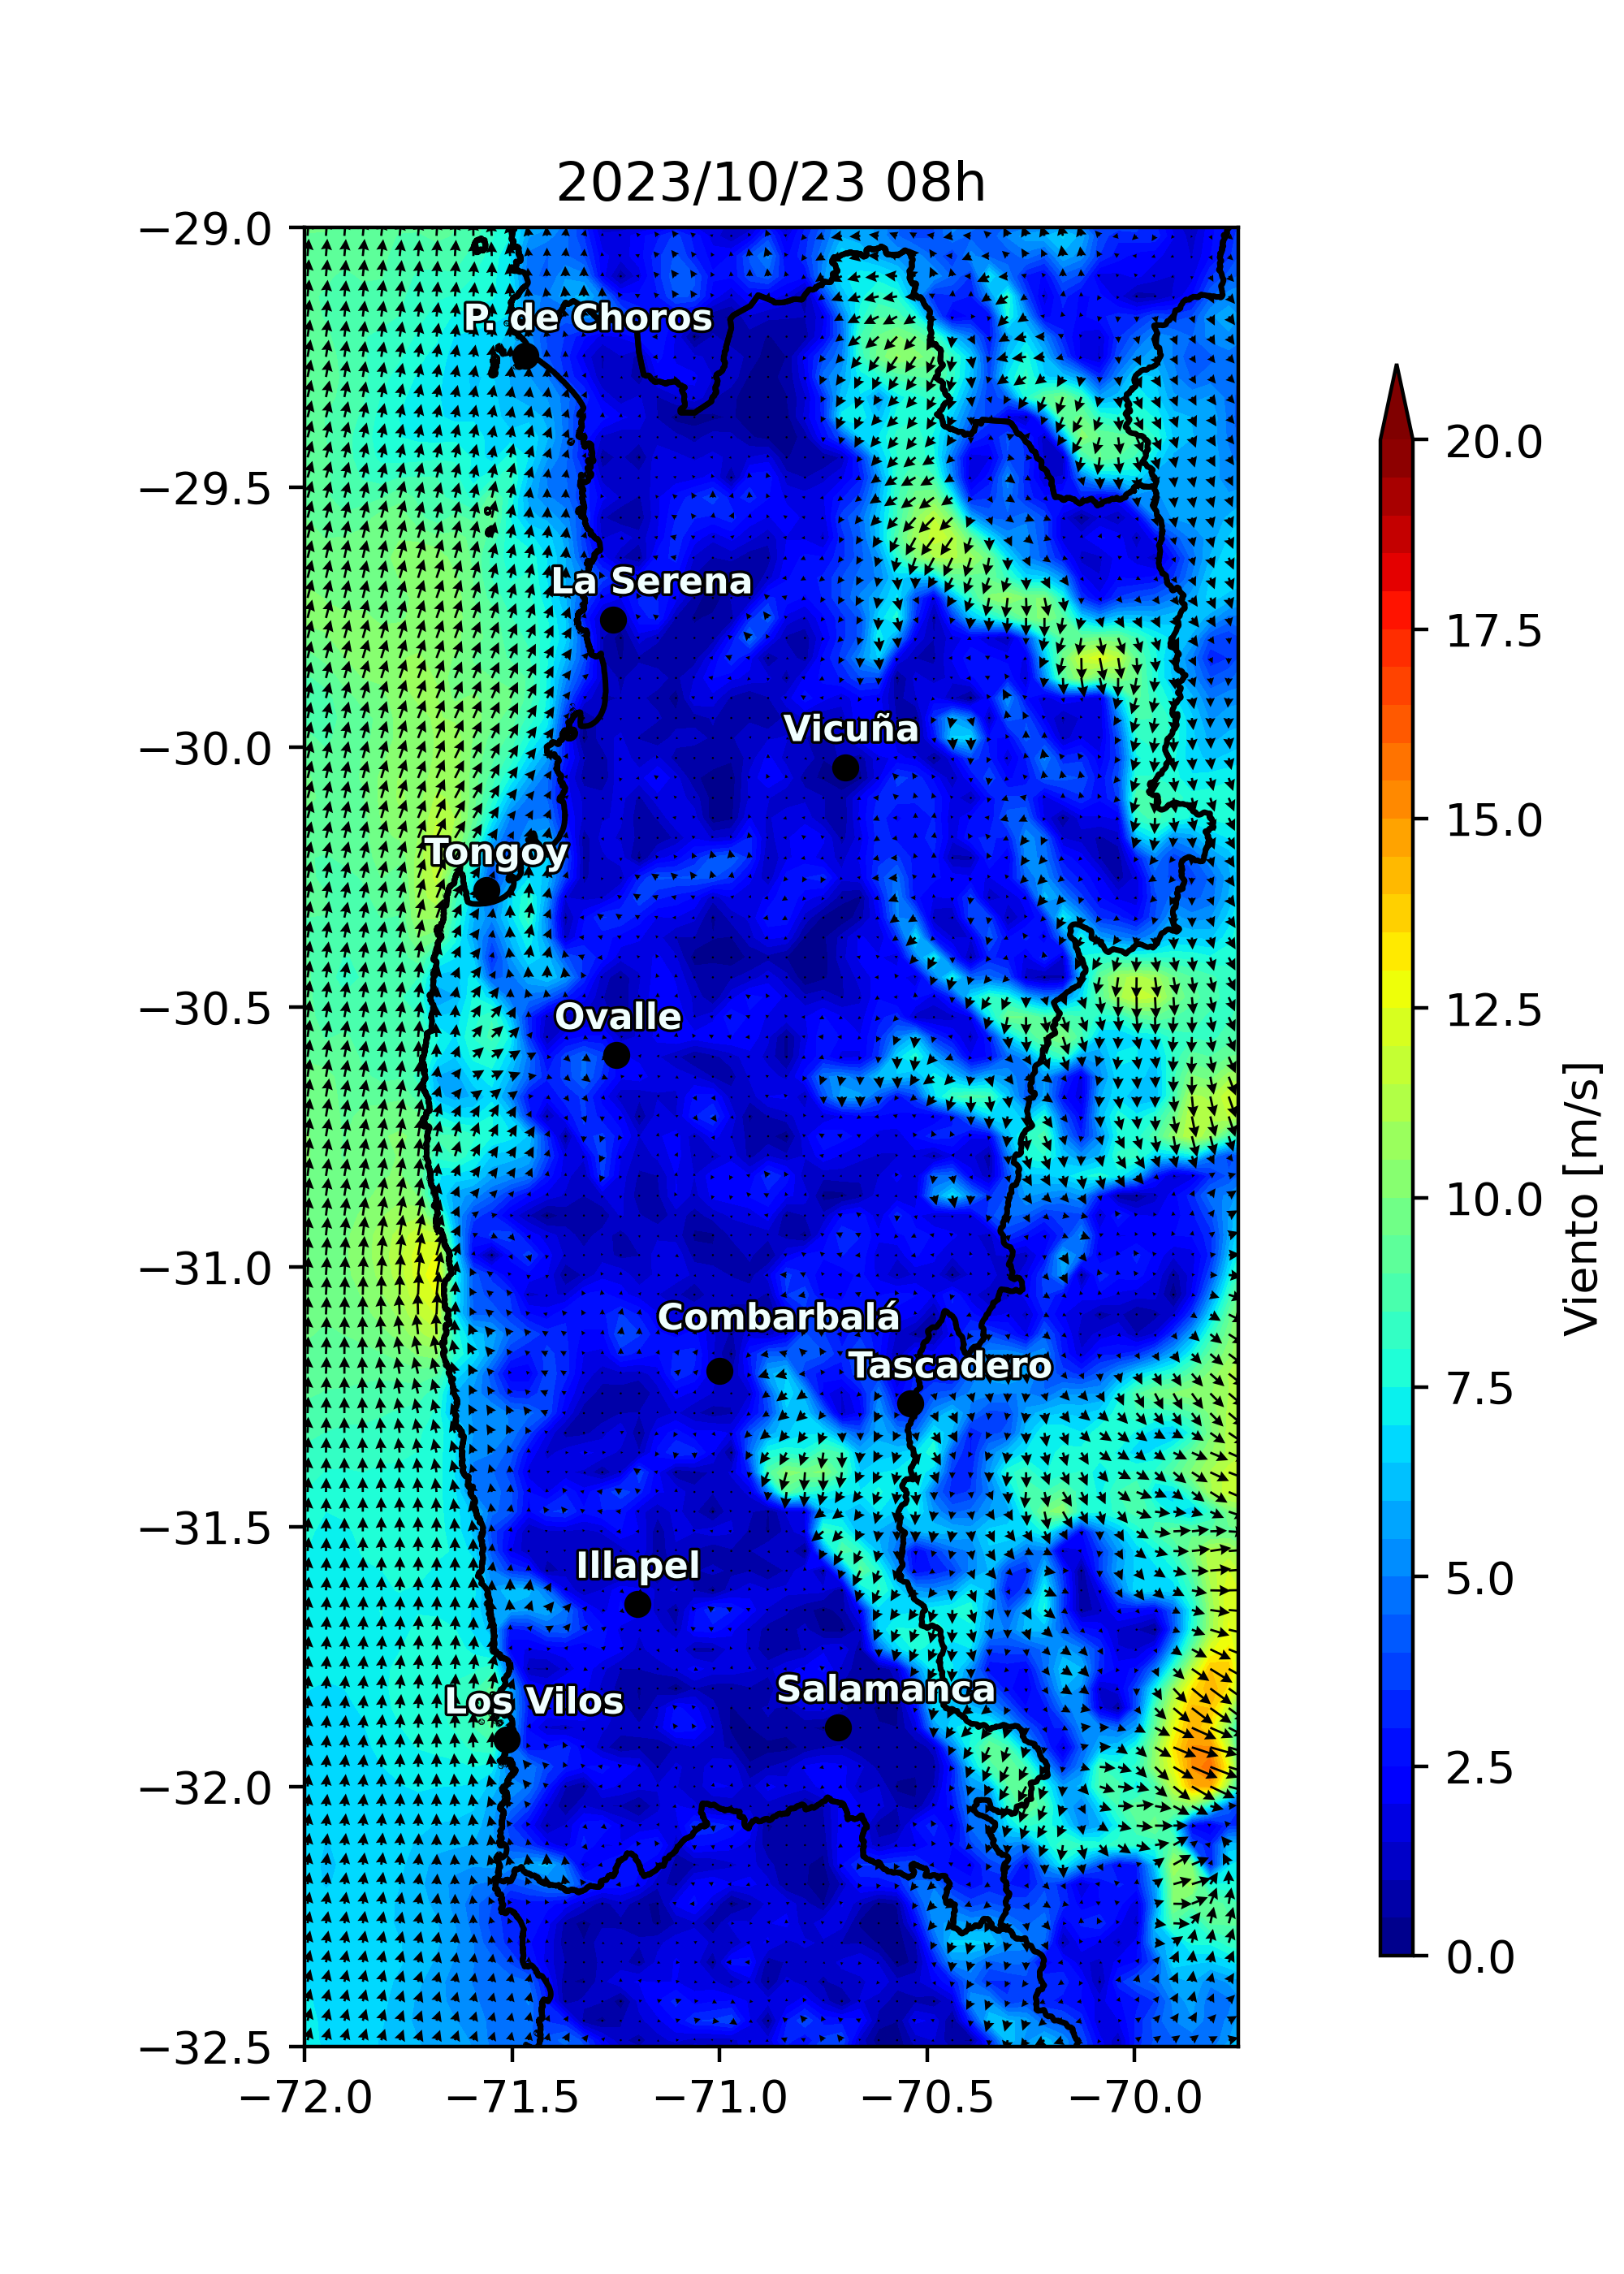 2023/10/23 08h
−29.0
−29.5
−30.0
−30.5
−31.0
−31.5
−32.0
−32.5
−72.0
−71.5
−71.0
−70.5
−70.0
P. de Choros
La Serena
Vicuña
Tongoy
Ovalle
Combarbalá
Tascadero
Illapel
Salamanca
Los Vilos
20.0
17.5
15.0
12.5
10.0
7.5
5.0
2.5
0.0
Viento [m/s]